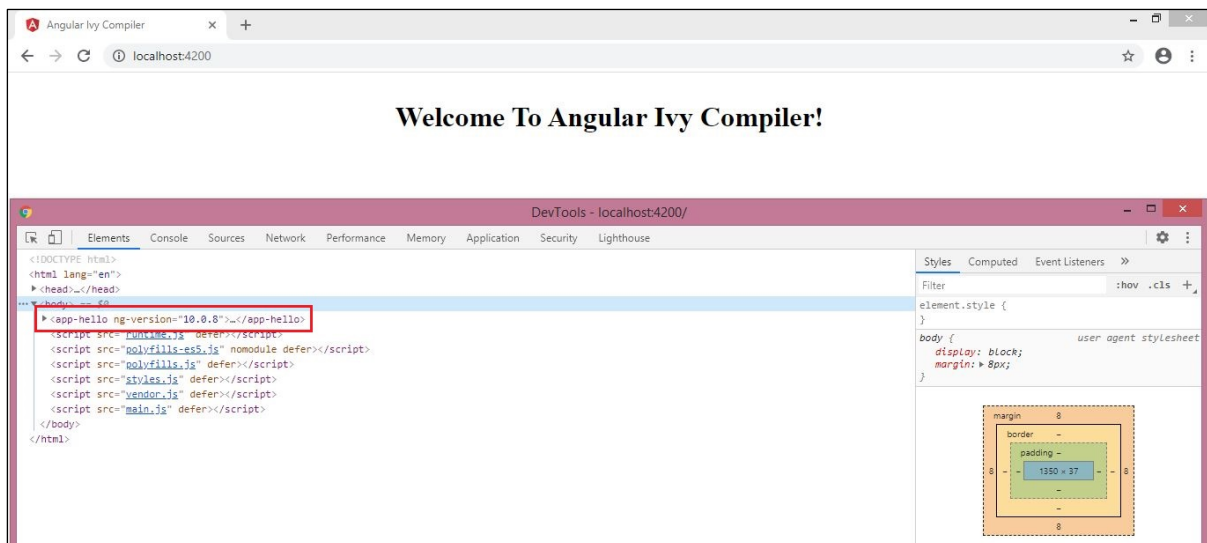 Angular Ivy Compiler
localhost:4200
Welcome To Angular Ivy Compiler!
DevTools - localhost:4200/
Elements Console Sources Network Performance Memory Application Security Lighthouse
<!DOCTYPE html>
<html lang="en">
<head>…</head>
<body> == $0
<app-hello ng-version="10.0.8">…</app-hello>
<script src="runtime.js" defer></script>
<script src="polyfills-es5.js" nomodule defer></script>
<script src="polyfills.js" defer></script>
<script src="styles.js" defer></script>
<script src="vendor.js" defer></script>
<script src="main.js" defer></script>
</body>
</html>
Styles Computed Event Listeners »
Filter :hov .cls +
element.style {
}
body { user agent stylesheet
display: block;
margin: 8px;
}
margin 8
border –
padding –
8 – – 1350 × 37 – – 8
–
–
8